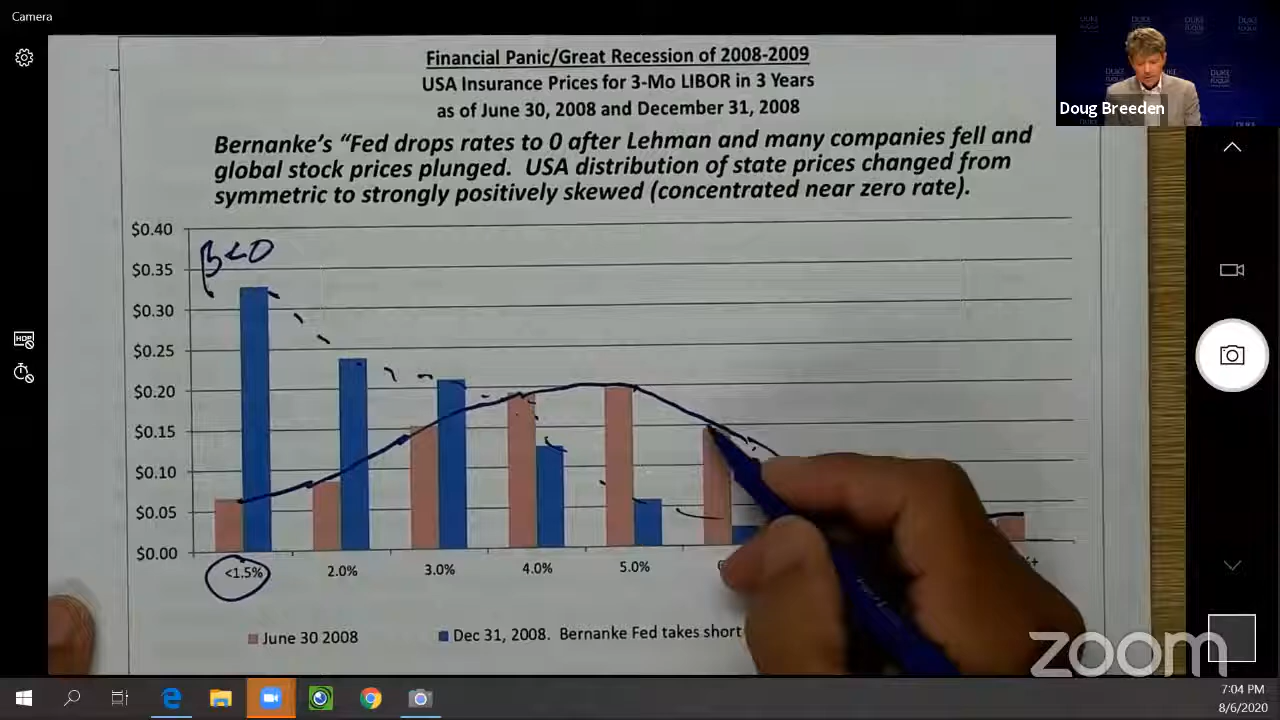 Camera
Financial Panic/Great Recession of 2008-2009
USA Insurance Prices for 3-Mo LIBOR in 3 Years
as of June 30, 2008 and December 31, 2008
Doug Breeden
Bernanke's "Fed drops rates to 0 after Lehman and many companies fell and
global stock prices plunged. USA distribution of state prices changed from
symmetric to strongly positively skewed (concentrated near zero rate).
$0.40
β<0
$0.35
$0.30
$0.25
$0.20
$0.15
$0.10
$0.05
$0.00
<1.5% 2.0% 3.0% 4.0% 5.0%
June 30 2008
Dec 31, 2008. Bernanke Fed takes short
zoom
7:04 PM
8/6/2020